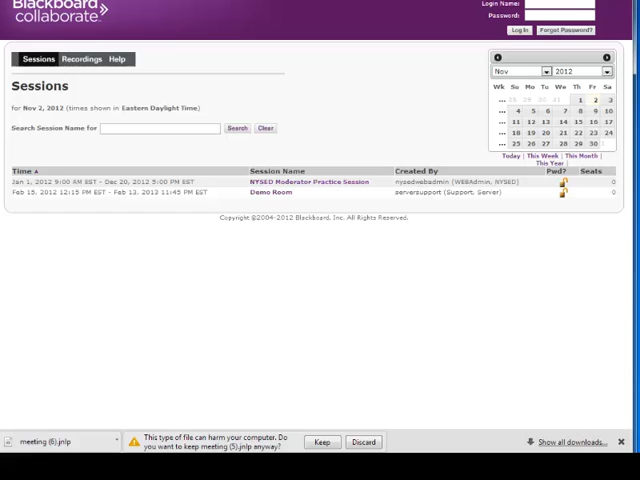 Blackboard
collaborate
Login Name:
Password:
Log In Forgot Password?
Sessions Recordings Help
Sessions
for Nov 2, 2012 (times shown in Eastern Daylight Time)
Search Session Name for Search Clear
Nov 2012
Wk Su Mo Tu We Th Fr Sa
... 28 29 30 31 1 2 3
... 4 5 6 7 8 9 10
... 11 12 13 14 15 16 17
... 18 19 20 21 22 23 24
... 25 26 27 28 29 30 1
Today | This Week | This Month |
This Year
Time Session Name Created By Pwd? Seats
Jan 1, 2012 9:00 AM EST - Dec 20, 2012 5:00 PM EST NYSED Moderator Practice Session nysedwebadmin (WEBAdmin, NYSED) 0
Feb 15, 2012 12:15 PM EST - Feb 13, 2013 11:45 PM EST Demo Room serversupport (Support, Server) 0
Copyright ©2004-2012 Blackboard, Inc. All Rights Reserved.
meeting (6).jnlp
This type of file can harm your computer. Do
you want to keep meeting (5).jnlp anyway?
Keep Discard
Show all downloads...